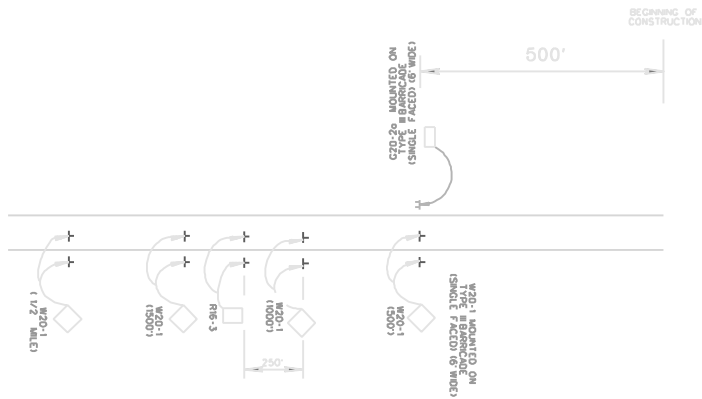 BEGINNING OF
CONSTRUCTION
500'
G20-2a MOUNTED ON
TYPE III BARRICADE
(SINGLE FACED) (6' WIDE)
W20-1
( 1/2 MILE)
W20-1
(1500')
R16-3
250'
W20-1
(1000')
W20-1
(500')
W20-1 MOUNTED ON
TYPE III BARRICADE
(SINGLE FACED) (6' WIDE)